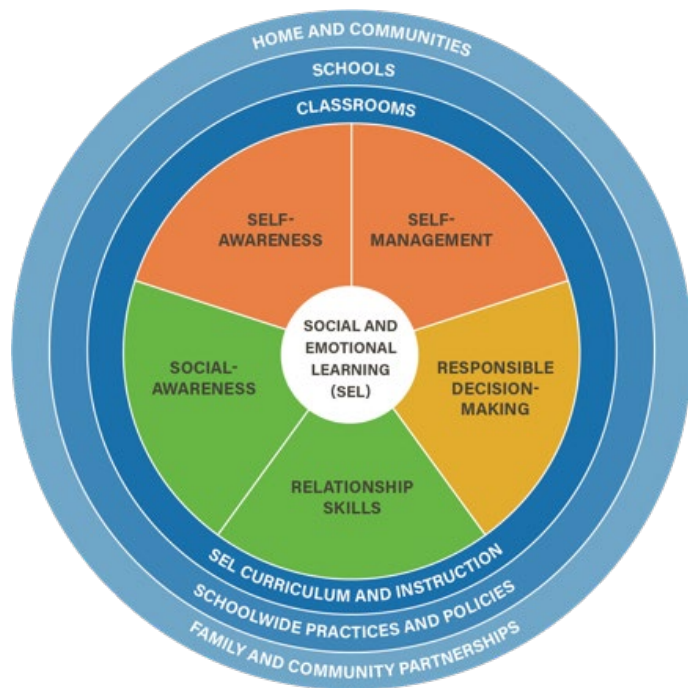 HOME AND COMMUNITIES
SCHOOLS
CLASSROOMS
SELF-
AWARENESS
SELF-
MANAGEMENT
SOCIAL AND
EMOTIONAL
LEARNING
(SEL)
SOCIAL-
AWARENESS
RESPONSIBLE
DECISION-
MAKING
RELATIONSHIP
SKILLS
SEL CURRICULUM AND INSTRUCTION
SCHOOLWIDE PRACTICES AND POLICIES
FAMILY AND COMMUNITY PARTNERSHIPS